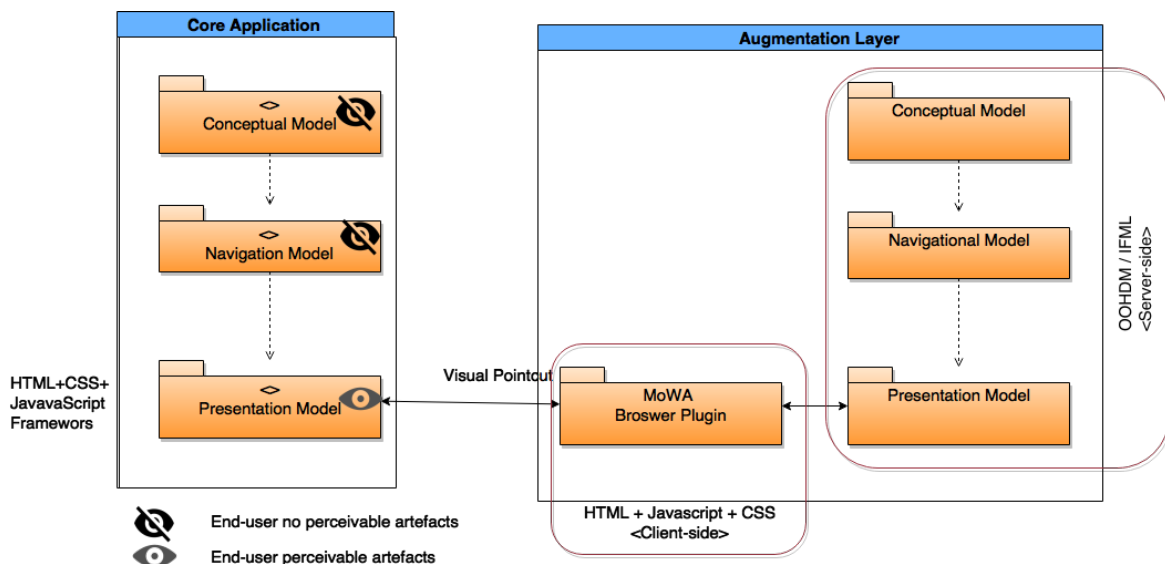 Core Application
<>
Conceptual Model
<>
Navigation Model
<>
Presentation Model
HTML+CSS+
JavavaScript
Framewors
Visual Pointcut
Augmentation Layer
Conceptual Model
Navigational Model
Presentation Model
MoWA
Broswer Plugin
HTML + Javascript + CSS
<Client-side>
OOHDM / IFML
<Server-side>
End-user no perceivable artefacts
End-user perceivable artefacts